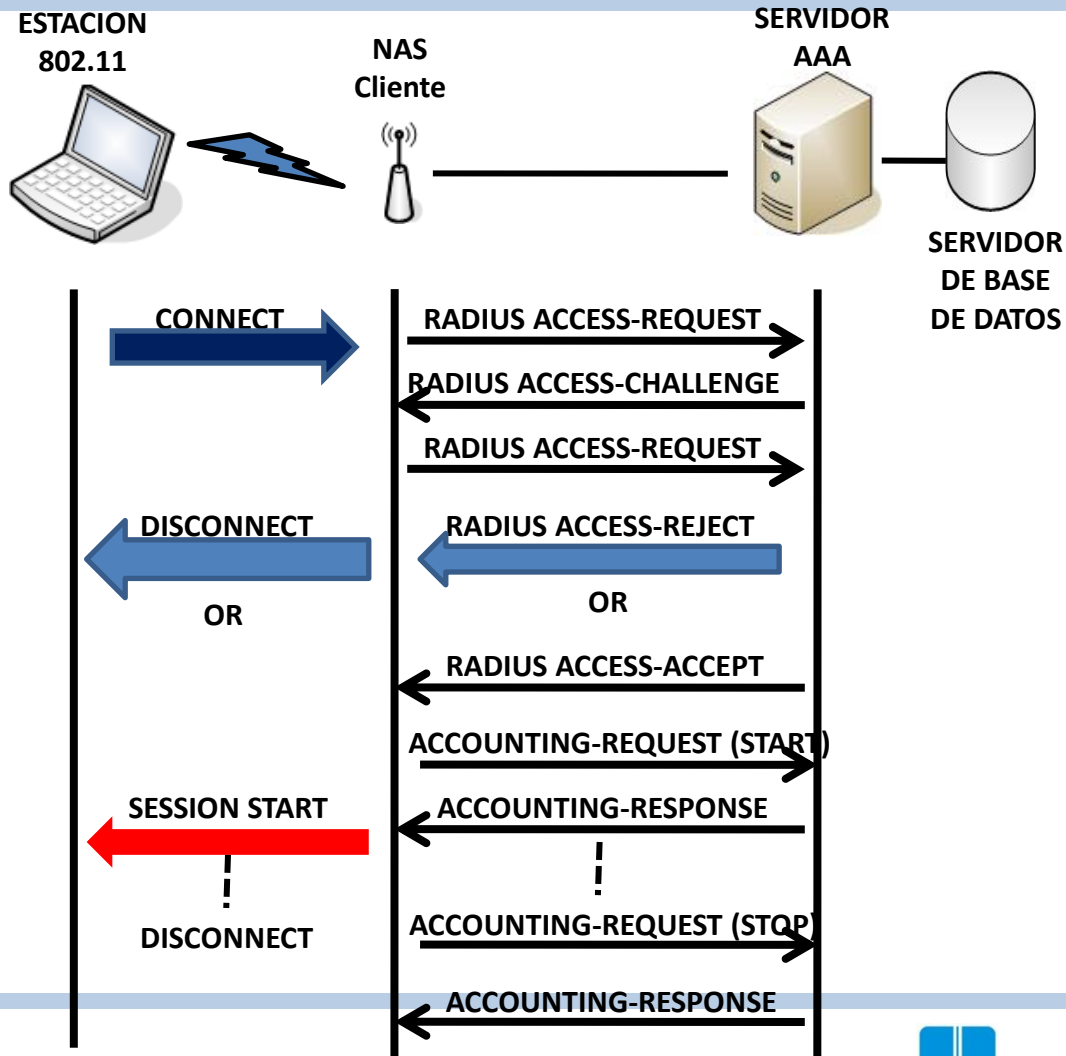 ESTACION
802.11
NAS
Cliente
SERVIDOR
AAA
SERVIDOR
DE BASE
DE DATOS
CONNECT
RADIUS ACCESS-REQUEST
RADIUS ACCESS-CHALLENGE
RADIUS ACCESS-REQUEST
DISCONNECT
RADIUS ACCESS-REJECT
OR
OR
RADIUS ACCESS-ACCEPT
ACCOUNTING-REQUEST (START)
SESSION START
ACCOUNTING-RESPONSE
DISCONNECT
ACCOUNTING-REQUEST (STOP)
ACCOUNTING-RESPONSE